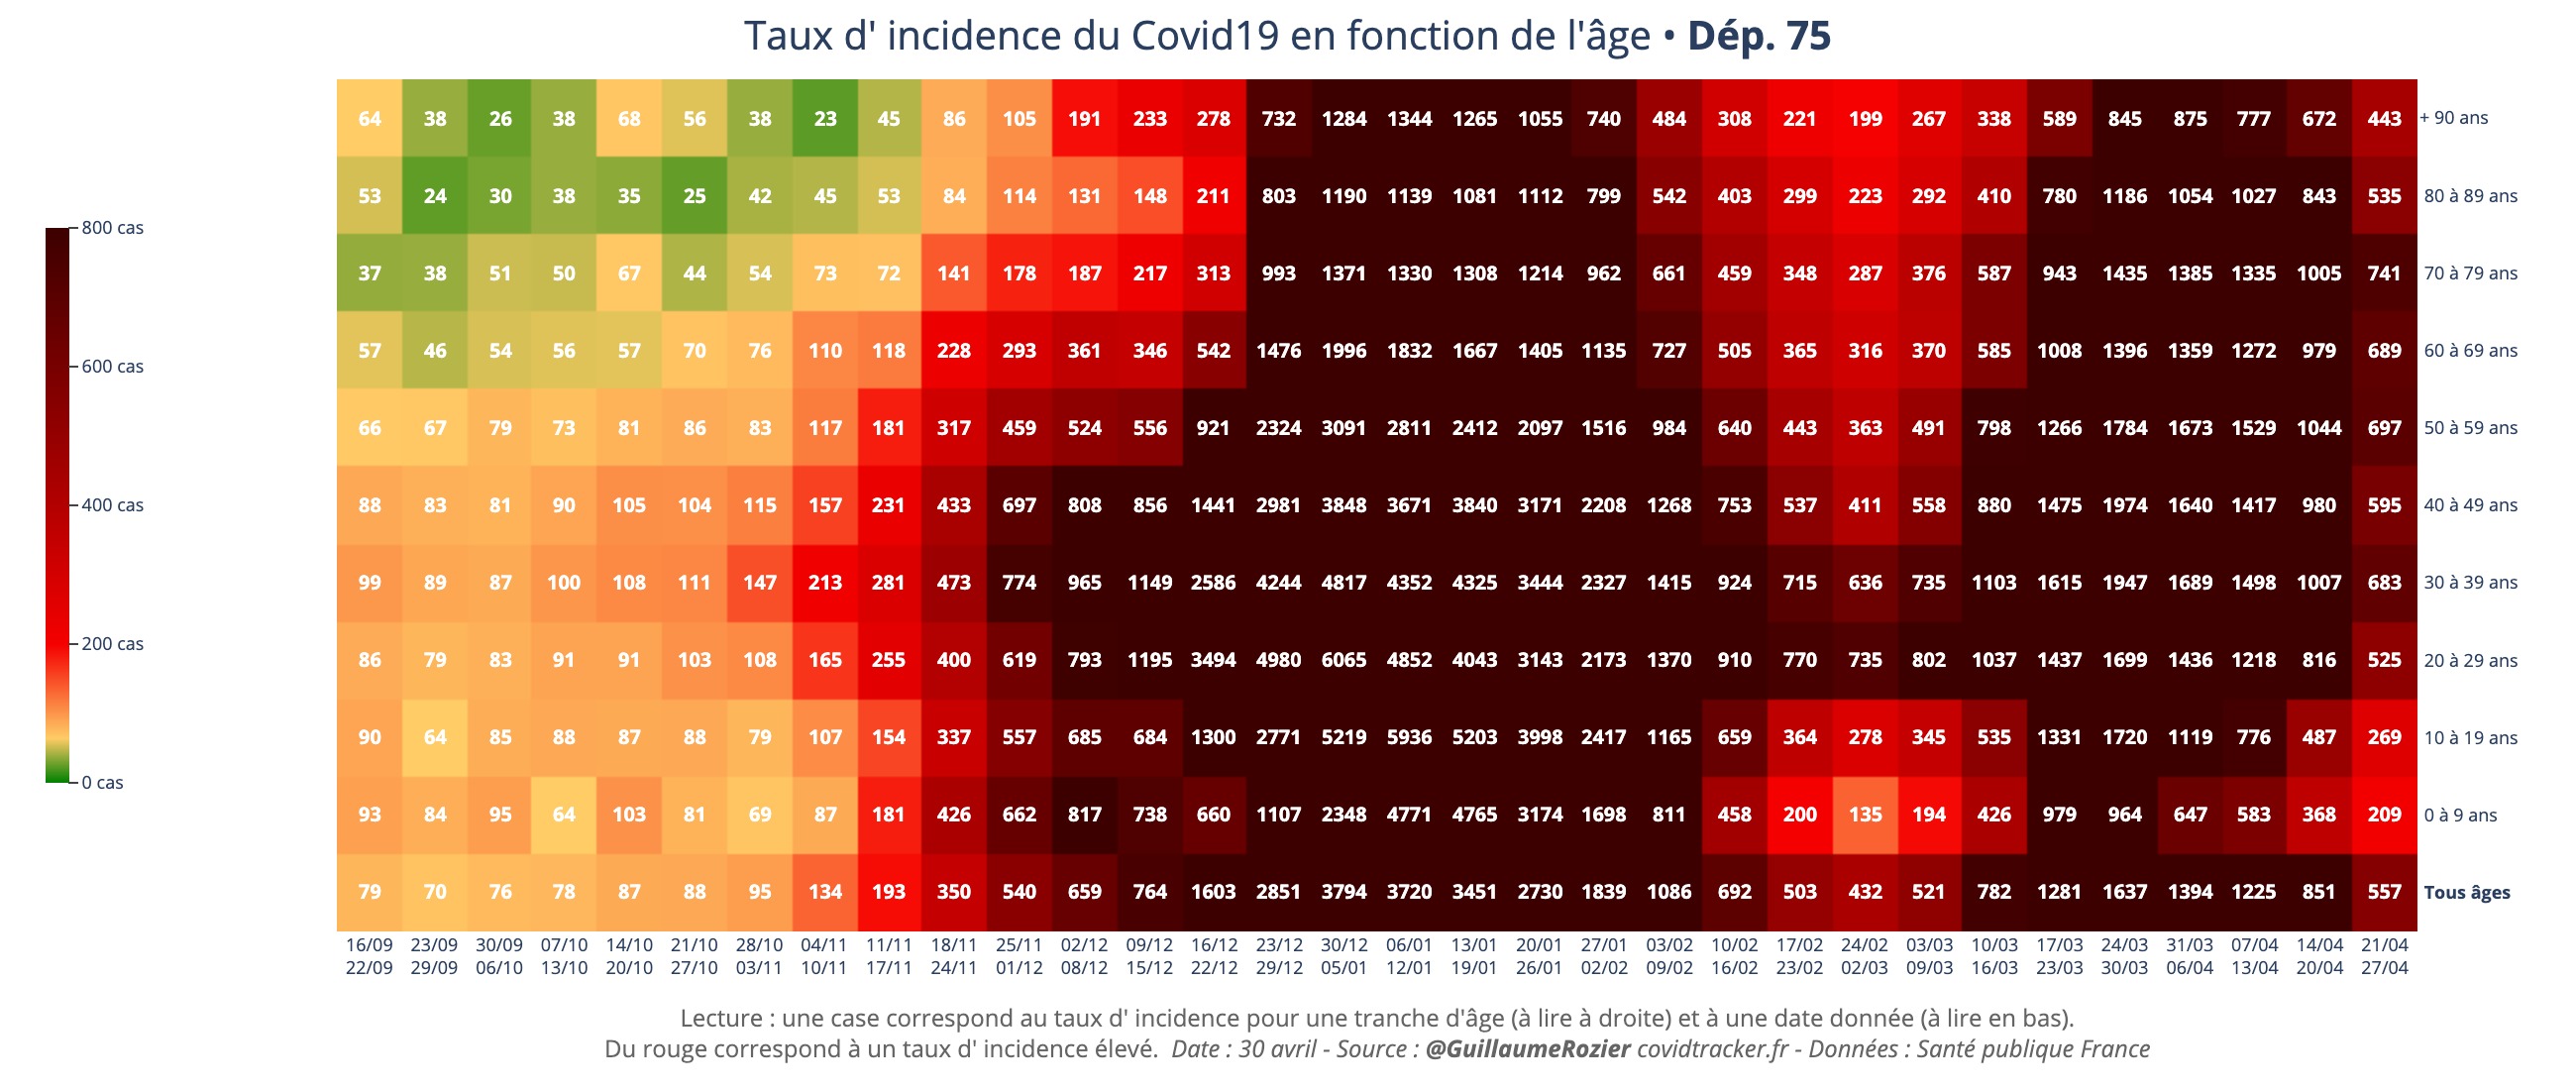 Taux d' incidence du Covid19 en fonction de l'âge • Dép. 75
64 38 26 38 68 56 38 23 45 86 105 191 233 278 732 1284 1344 1265 1055 740 484 308 221 199 267 338 589 845 875 777 672 443 + 90 ans
53 24 30 38 35 25 42 45 53 84 114 131 148 211 803 1190 1139 1081 1112 799 542 403 299 223 292 410 780 1186 1054 1027 843 535 80 à 89 ans
800 cas
37 38 51 50 67 44 54 73 72 141 178 187 217 313 993 1371 1330 1308 1214 962 661 459 348 287 376 587 943 1435 1385 1335 1005 741 70 à 79 ans
57 46 54 56 57 70 76 110 118 228 293 361 346 542 1476 1996 1832 1667 1405 1135 727 505 365 316 370 585 1008 1396 1359 1272 979 689 60 à 69 ans
600 cas
66 67 79 73 81 86 83 117 181 317 459 524 556 921 2324 3091 2811 2412 2097 1516 984 640 443 363 491 798 1266 1784 1673 1529 1044 697 50 à 59 ans
400 cas
88 83 81 90 105 104 115 157 231 433 697 808 856 1441 2981 3848 3671 3840 3171 2208 1268 753 537 411 558 880 1475 1974 1640 1417 980 595 40 à 49 ans
99 89 87 100 108 111 147 213 281 473 774 965 1149 2586 4244 4817 4352 4325 3444 2327 1415 924 715 636 735 1103 1615 1947 1689 1498 1007 683 30 à 39 ans
200 cas
86 79 83 91 91 103 108 165 255 400 619 793 1195 3494 4980 6065 4852 4043 3143 2173 1370 910 770 735 802 1037 1437 1699 1436 1218 816 525 20 à 29 ans
90 64 85 88 87 88 79 107 154 337 557 685 684 1300 2771 5219 5936 5203 3998 2417 1165 659 364 278 345 535 1331 1720 1119 776 487 269 10 à 19 ans
0 cas
93 84 95 64 103 81 69 87 181 426 662 817 738 660 1107 2348 4771 4765 3174 1698 811 458 200 135 194 426 979 964 647 583 368 209 0 à 9 ans
79 70 76 78 87 88 95 134 193 350 540 659 764 1603 2851 3794 3720 3451 2730 1839 1086 692 503 432 521 782 1281 1637 1394 1225 851 557 Tous âges
16/09 23/09 30/09 07/10 14/10 21/10 28/10 04/11 11/11 18/11 25/11 02/12 09/12 16/12 23/12 30/12 06/01 13/01 20/01 27/01 03/02 10/02 17/02 24/02 03/03 10/03 17/03 24/03 31/03 07/04 14/04 21/04
22/09 29/09 06/10 13/10 20/10 27/10 03/11 10/11 17/11 24/11 01/12 08/12 15/12 22/12 29/12 05/01 12/01 19/01 26/01 02/02 09/02 16/02 23/02 02/03 09/03 16/03 23/03 30/03 06/04 13/04 20/04 27/04
Lecture : une case correspond au taux d' incidence pour une tranche d'âge (à lire à droite) et à une date donnée (à lire en bas).
Du rouge correspond à un taux d' incidence élevé. Date : 30 avril - Source : @GuillaumeRozier covidtracker.fr - Données : Santé publique France